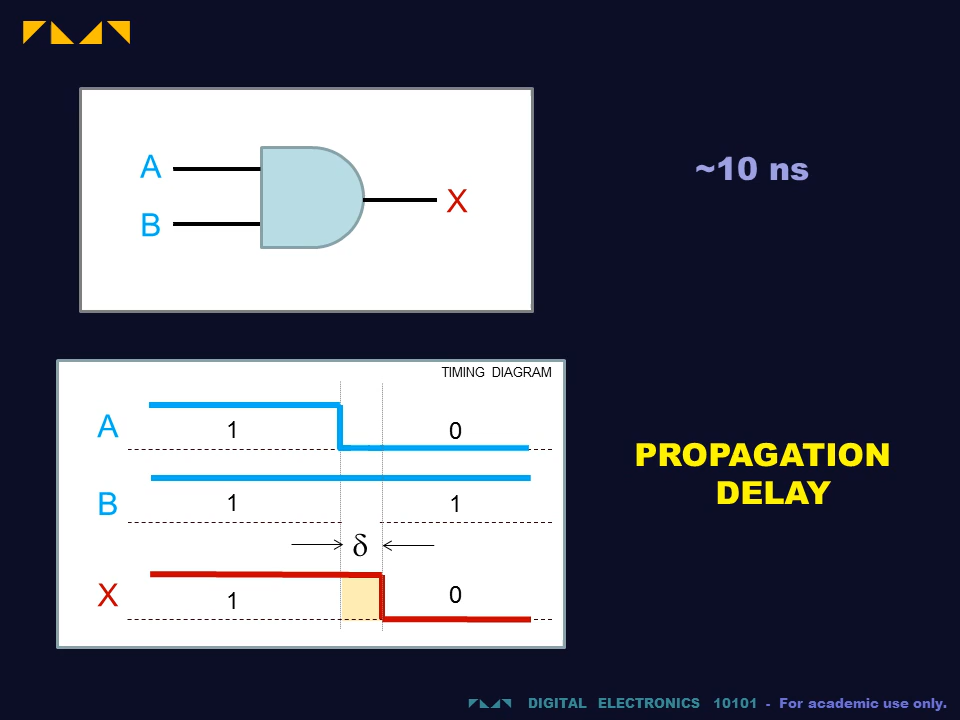 A
B
X
~10 ns
TIMING DIAGRAM
A
1
0
B
1
1
δ
X
1
0
PROPAGATION
DELAY
DIGITAL ELECTRONICS 10101 - For academic use only.